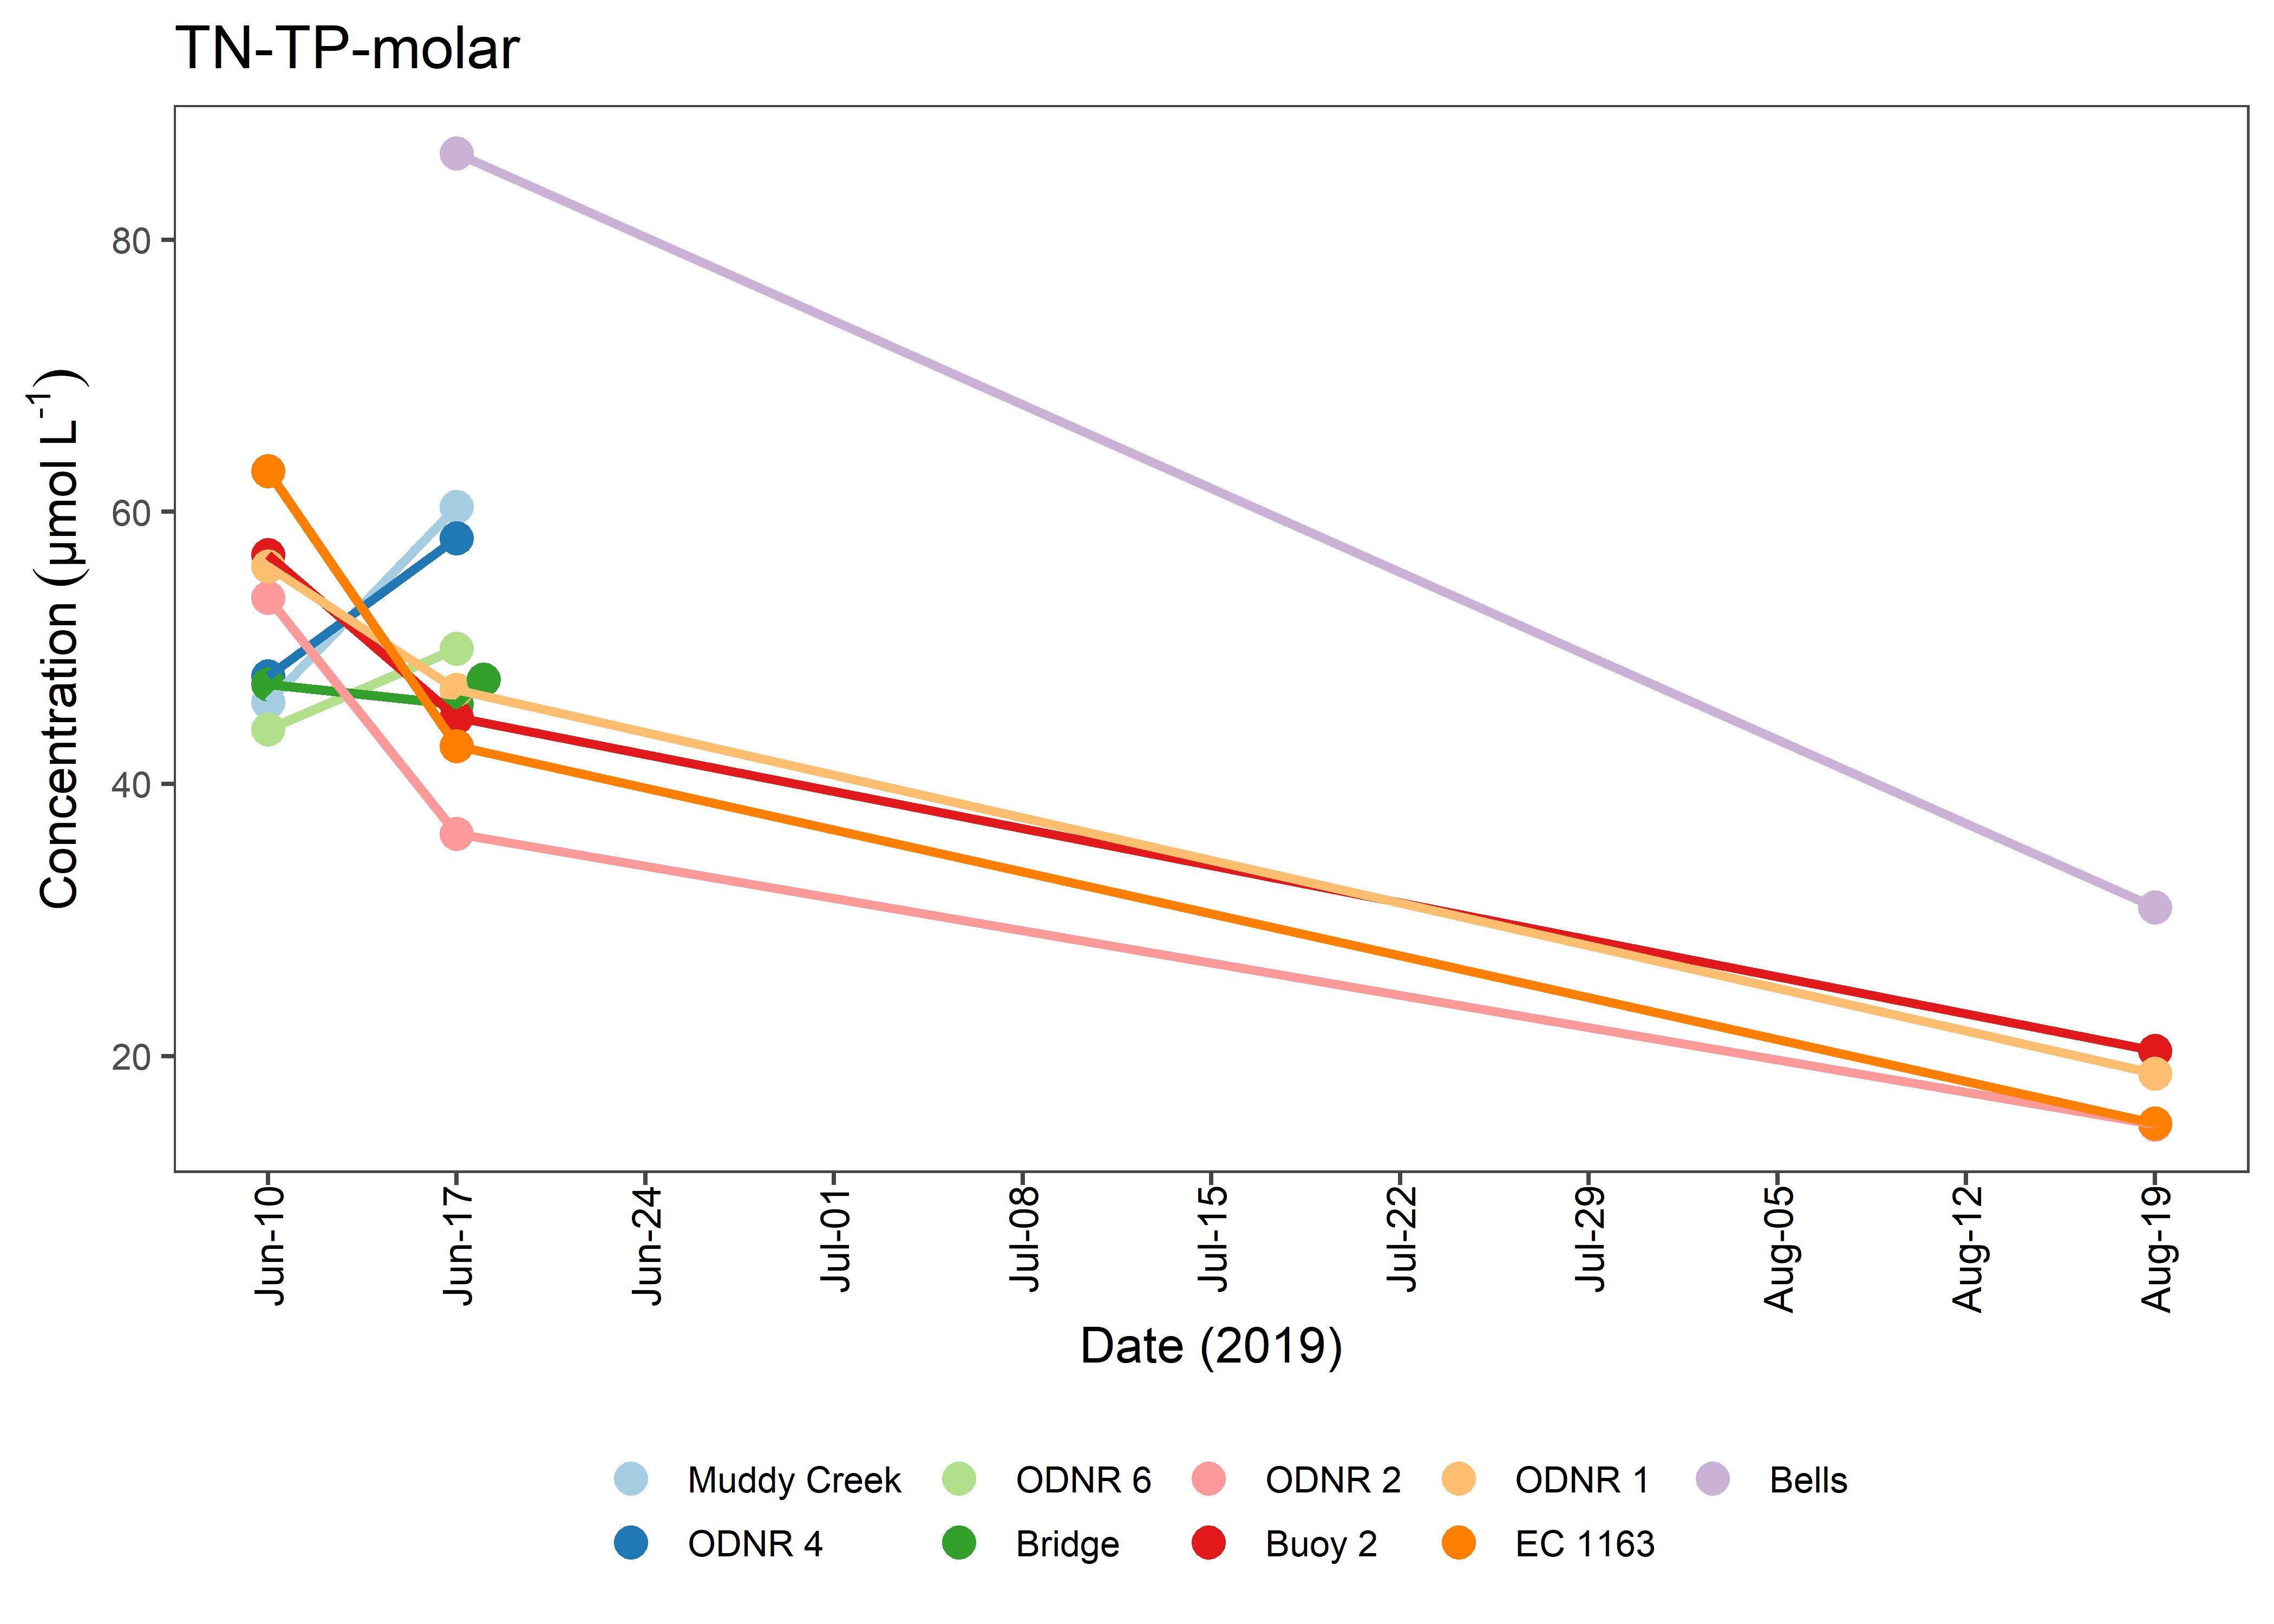 TN-TP-molar
Concentration (µmol L⁻¹)
80
60
40
20
Jun-10
Jun-17
Jun-24
Jul-01
Jul-08
Jul-15
Jul-22
Jul-29
Aug-05
Aug-12
Aug-19
Date (2019)
Muddy Creek
ODNR 6
ODNR 2
ODNR 1
Bells
ODNR 4
Bridge
Buoy 2
EC 1163